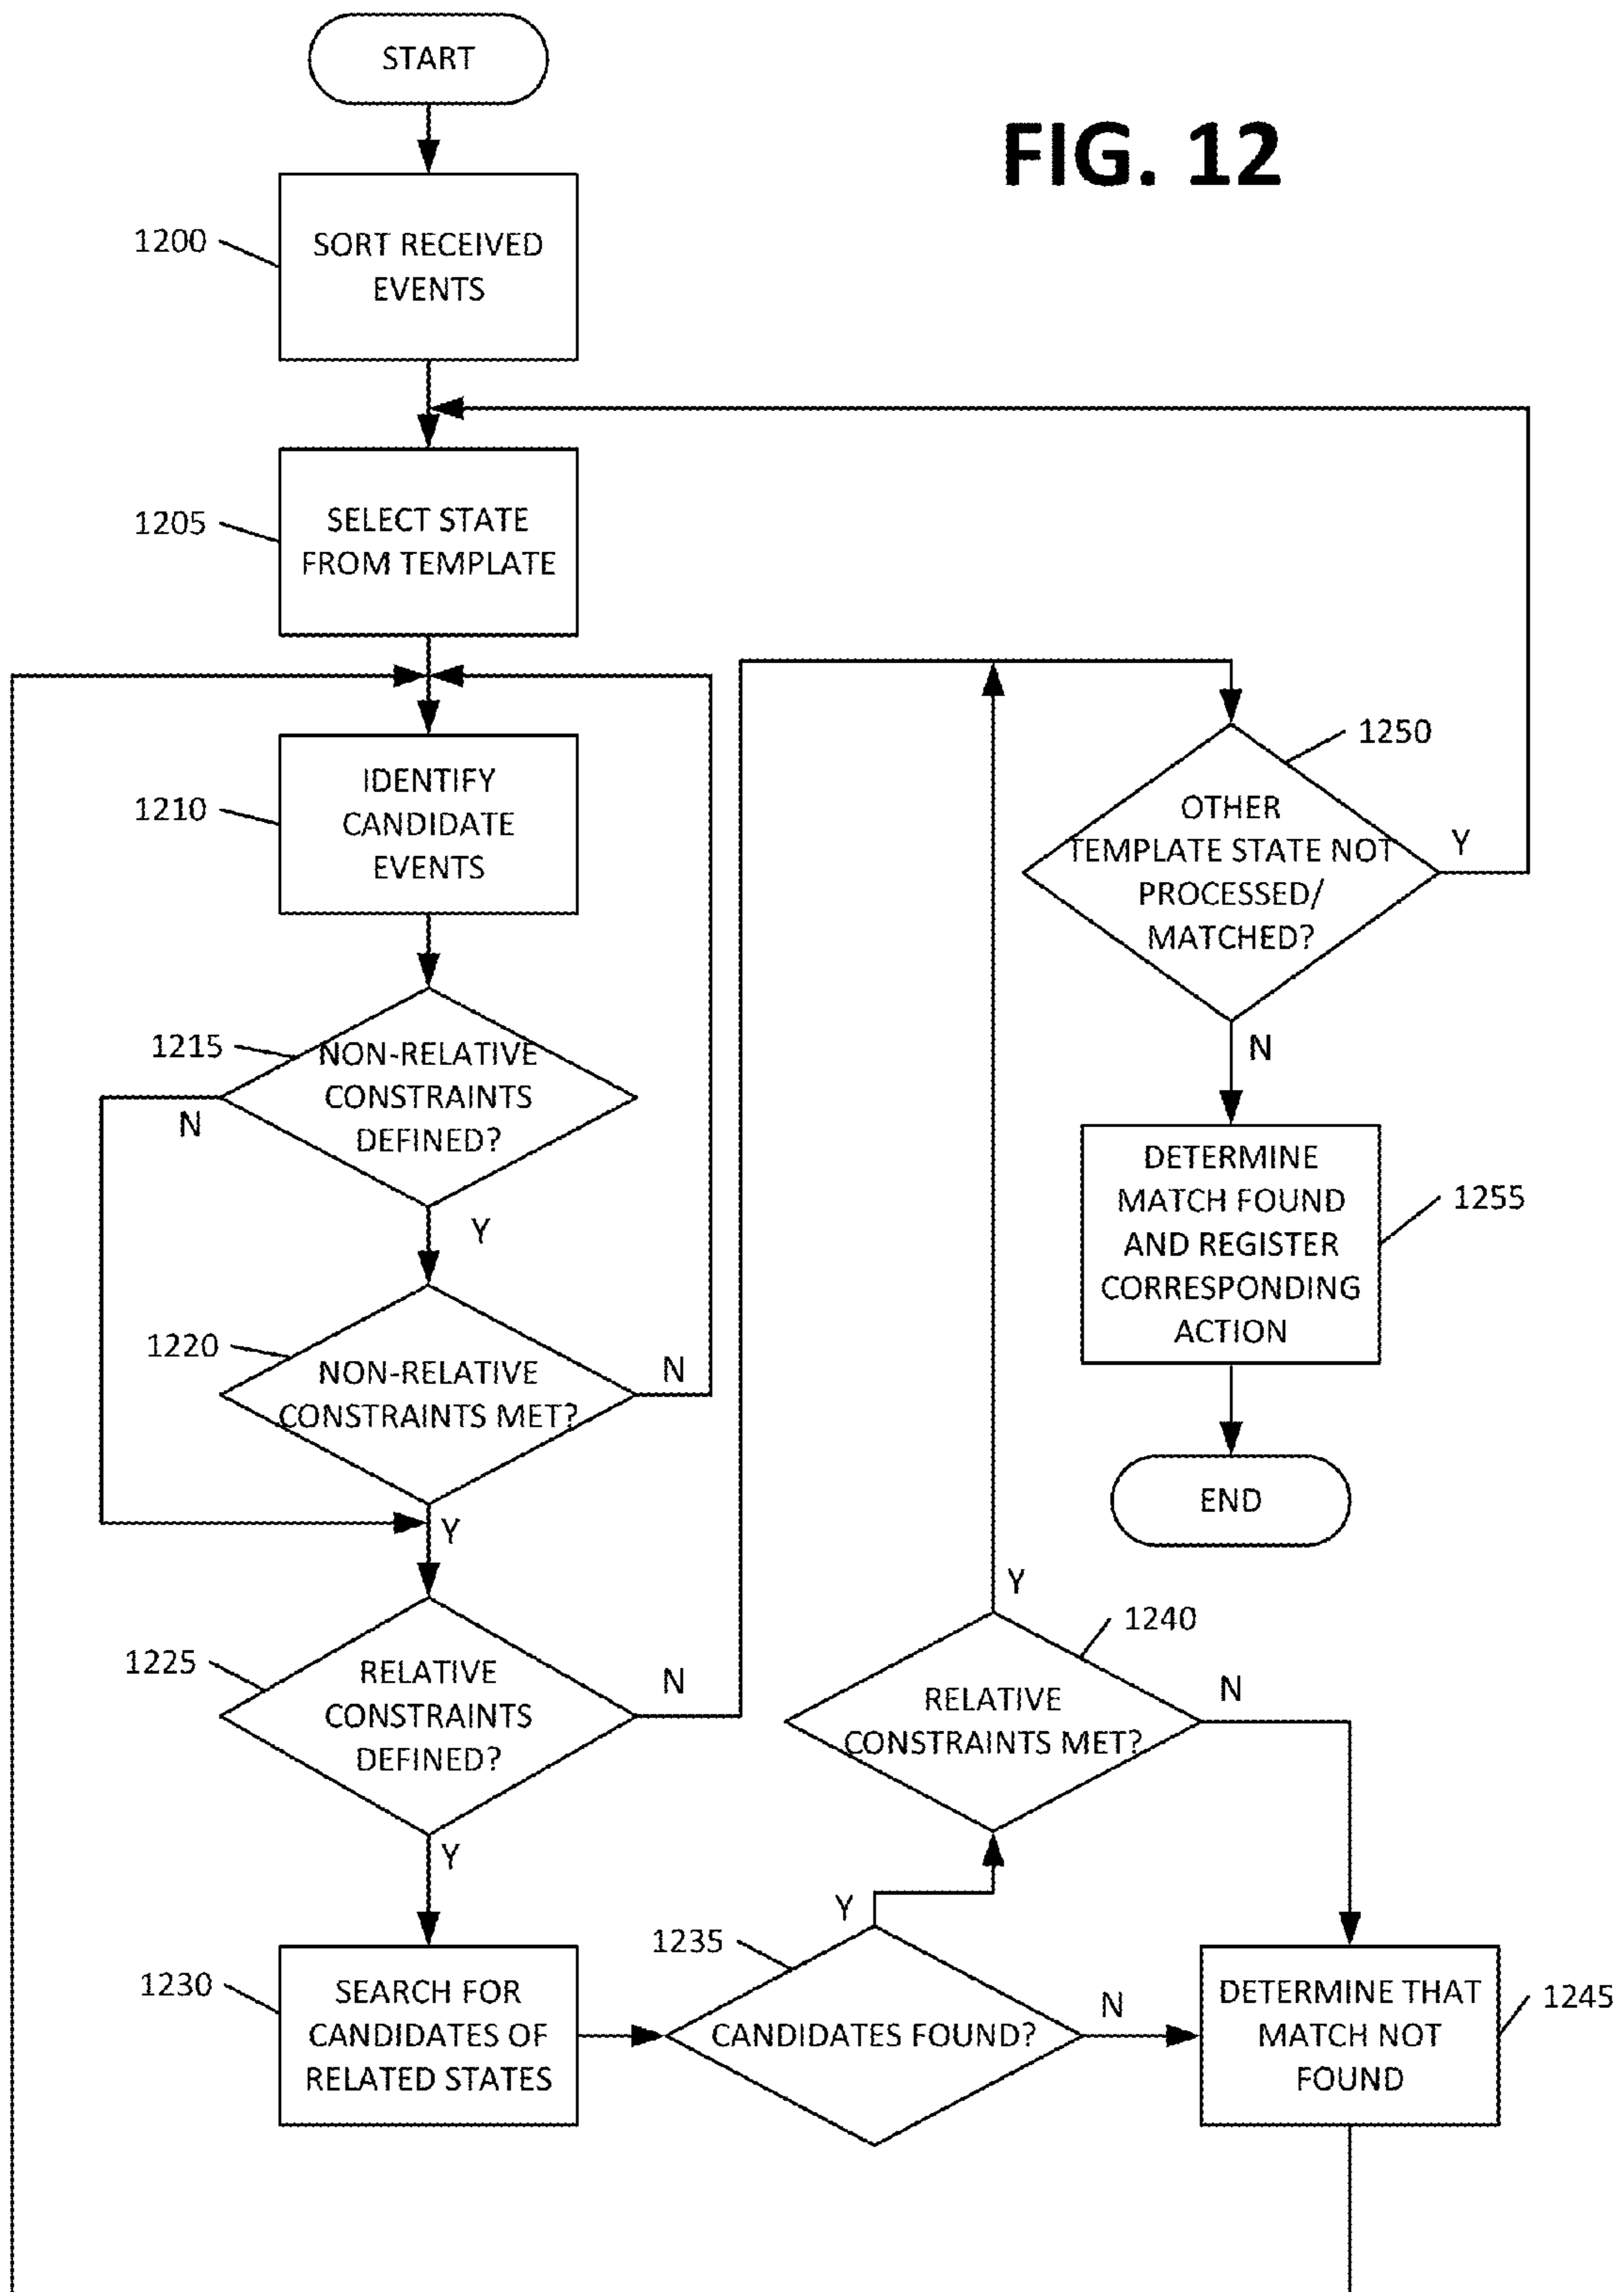 START
FIG. 12
1200
SORT RECEIVED
EVENTS
1205
SELECT STATE
FROM TEMPLATE
1210
IDENTIFY
CANDIDATE
EVENTS
1215
NON-RELATIVE
CONSTRAINTS
DEFINED?
N
Y
1220
NON-RELATIVE
CONSTRAINTS MET?
N
Y
1225
RELATIVE
CONSTRAINTS
DEFINED?
N
Y
1230
SEARCH FOR
CANDIDATES OF
RELATED STATES
1235
CANDIDATES FOUND?
Y
N
1240
RELATIVE
CONSTRAINTS MET?
Y
N
1245
DETERMINE THAT
MATCH NOT
FOUND
1250
OTHER
TEMPLATE STATE NOT
PROCESSED/
MATCHED?
Y
N
1255
DETERMINE
MATCH FOUND
AND REGISTER
CORRESPONDING
ACTION
END